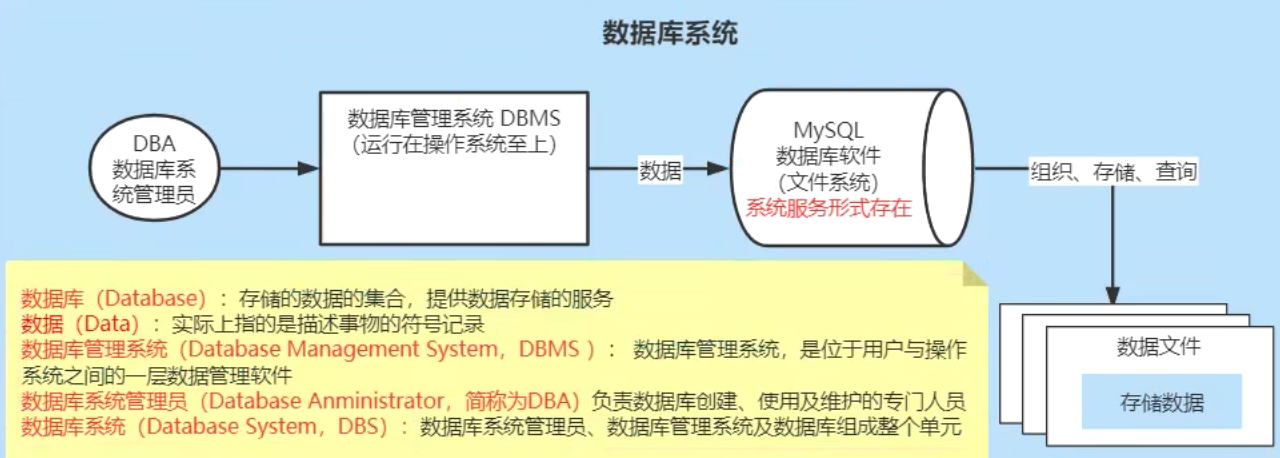 数据库系统
DBA
数据库系
统管理员
数据库管理系统 DBMS
（运行在操作系统至上）
数据
MySQL
数据库软件
（文件系统）
系统服务形式存在
组织、存储、查询
数据文件
存储数据
数据库（Database）：存储的数据的集合，提供数据存储的服务
数据（Data）：实际上指的是描述事物的符号记录
数据库管理系统（Database Management System，DBMS ）： 数据库管理系统，是位于用户与操作
系统之间的一层数据管理软件
数据库系统管理员（Database Anministrator，简称为DBA）负责数据库创建、使用及维护的专门人员
数据库系统（Database System，DBS）：数据库系统管理员、数据库管理系统及数据库组成整个单元